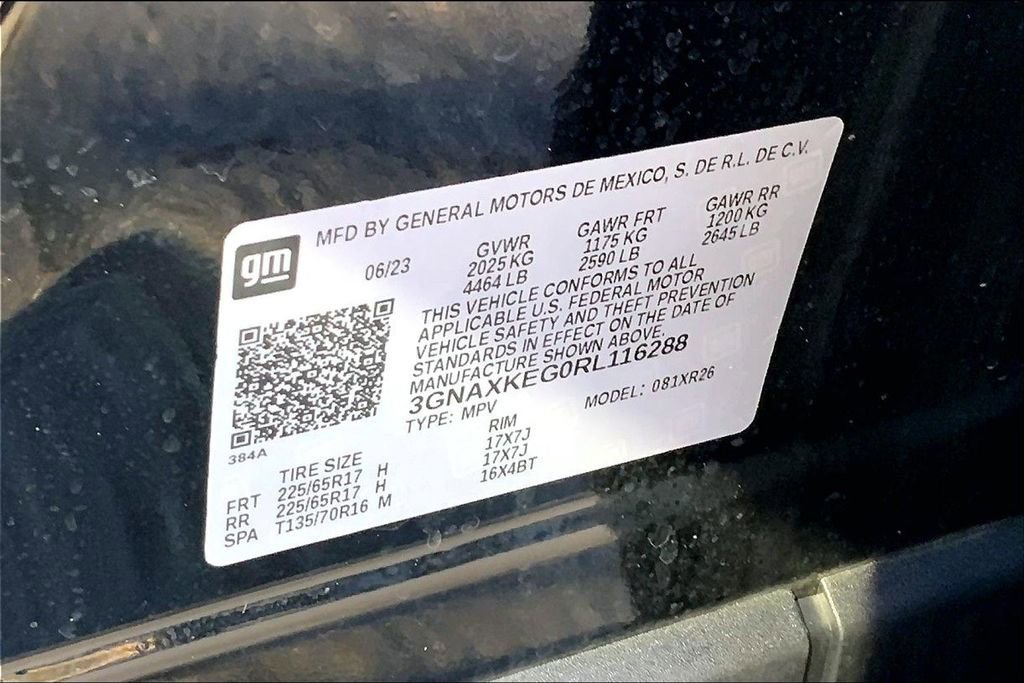 MFD BY GENERAL MOTORS DE MEXICO, S. DE R.L. DE C.V.
gm
06/23
GVWR GAWR FRT GAWR RR
2025 KG 1175 KG 1200 KG
4464 LB 2590 LB 2645 LB
THIS VEHICLE CONFORMS TO ALL
APPLICABLE U.S. FEDERAL MOTOR
VEHICLE SAFETY AND THEFT PREVENTION
STANDARDS IN EFFECT ON THE DATE OF
MANUFACTURE SHOWN ABOVE.
3GNAXKEG0RL116288
TYPE: MPV MODEL: 081XR26
384A
TIRE SIZE RIM
FRT 225/65R17 H 17X7J
RR 225/65R17 H 17X7J
SPA T135/70R16 M 16X4BT